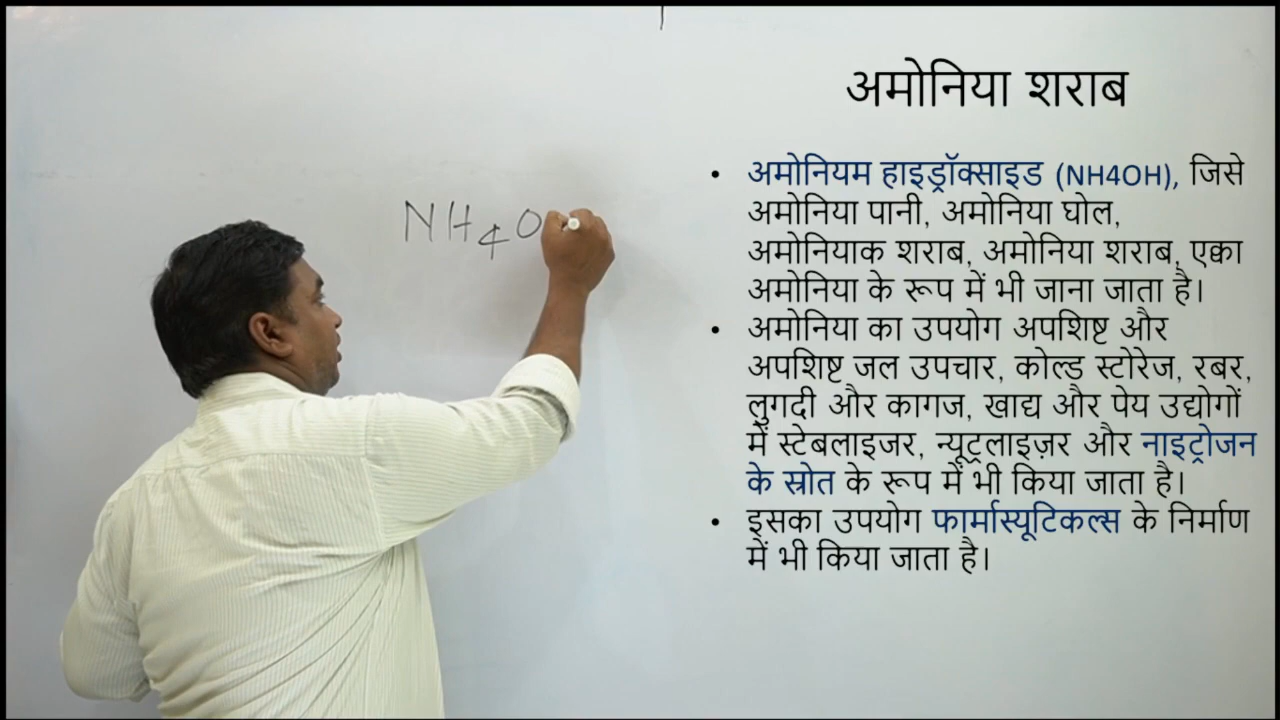 NH4O
अमोनिया शराब
• अमोनियम हाइड्रॉक्साइड (NH4OH), जिसे
अमोनिया पानी, अमोनिया घोल,
अमोनियाक शराब, अमोनिया शराब, एक्वा
अमोनिया के रूप में भी जाना जाता है।
• अमोनिया का उपयोग अपशिष्ट और
अपशिष्ट जल उपचार, कोल्ड स्टोरेज, रबर,
लुगदी और कागज, खाद्य और पेय उद्योगों
में स्टेबलाइजर, न्यूट्रलाइज़र और नाइट्रोजन
के स्रोत के रूप में भी किया जाता है।
• इसका उपयोग फार्मास्यूटिकल्स के निर्माण
में भी किया जाता है।